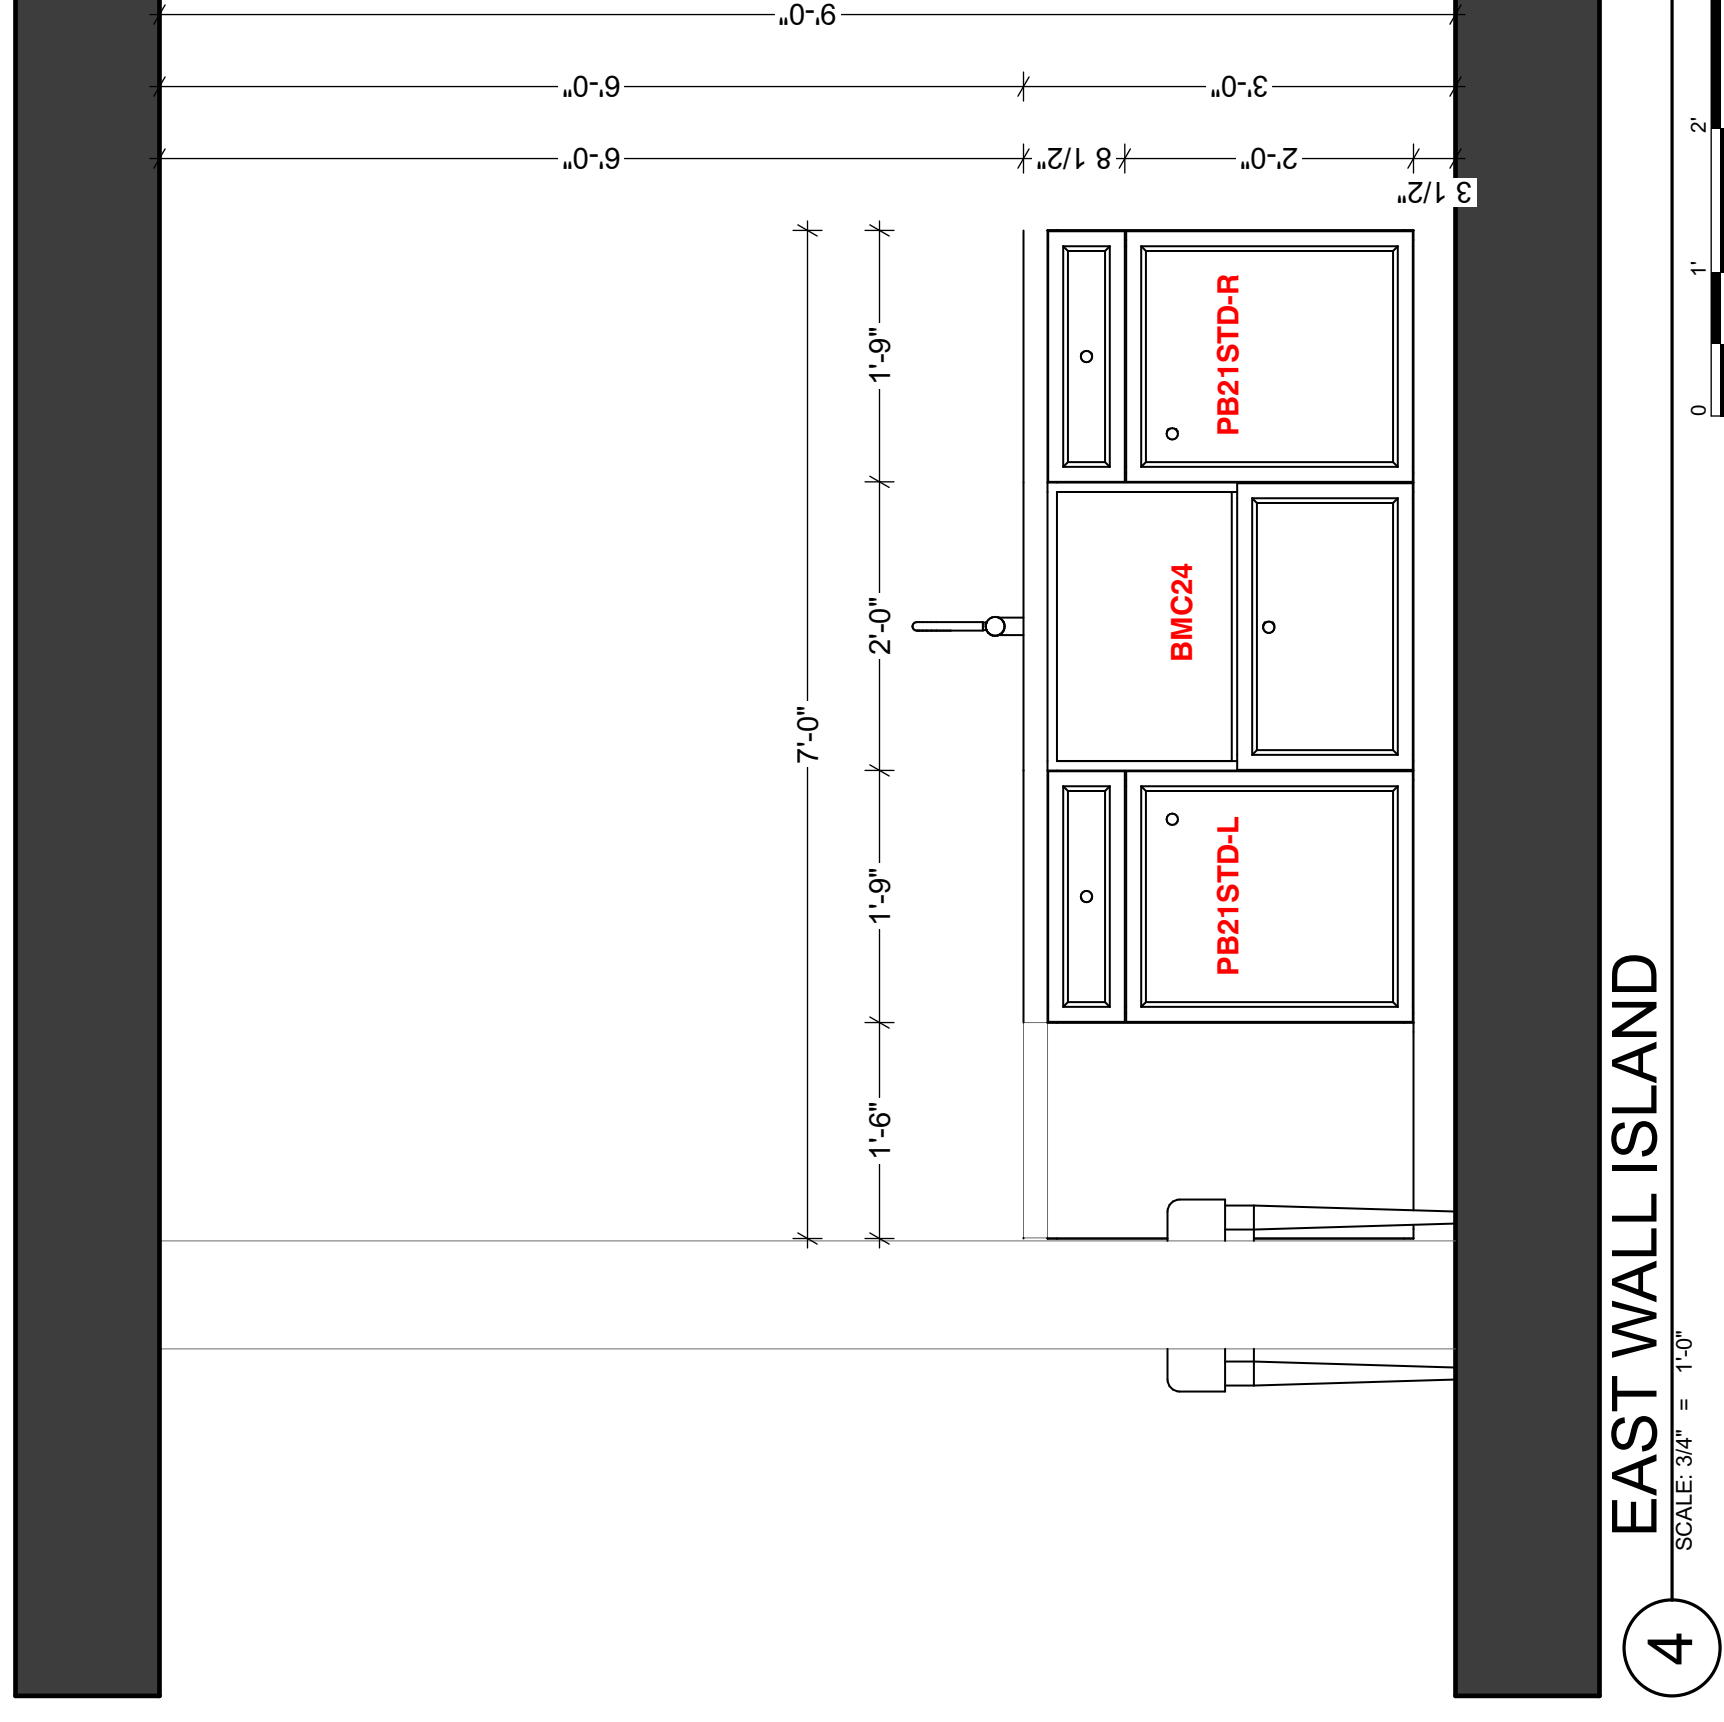 9'-0"
6'-0"
3'-0"
6'-0"
8 1/2"
2'-0"
3 1/2"
7'-0"
1'-6"
1'-9"
2'-0"
1'-9"
PB21STD-L
BMC24
PB21STD-R
4
EAST WALL ISLAND
SCALE: 3/4" = 1'-0"
0 1' 2'